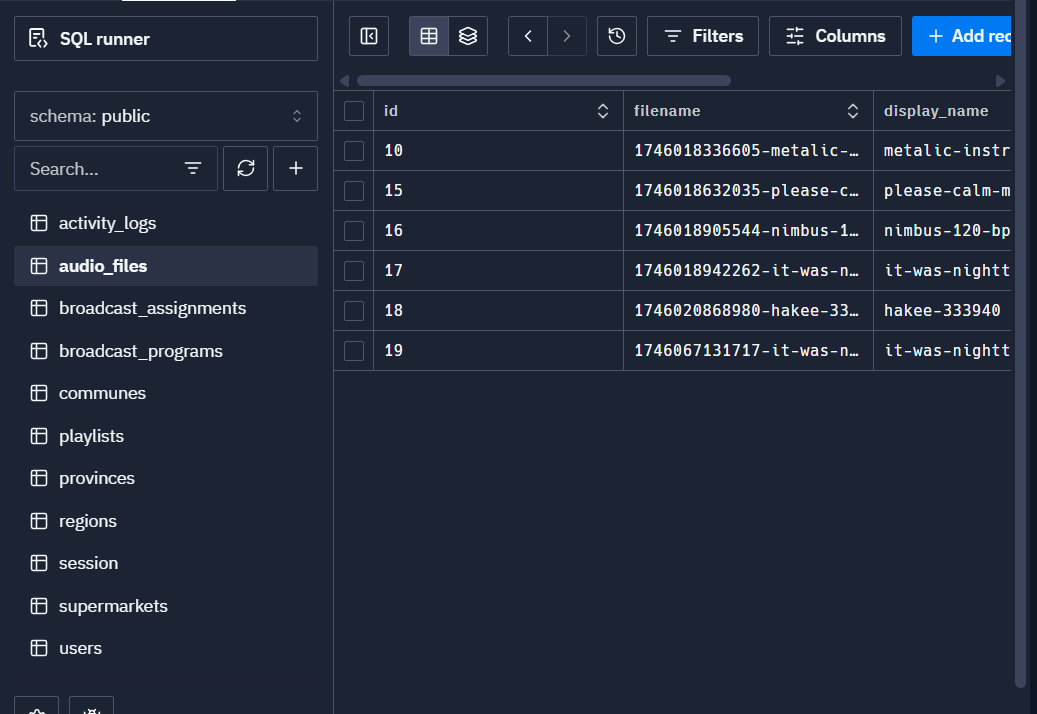 SQL runner
schema: public
Search...
activity_logs
audio_files
broadcast_assignments
broadcast_programs
communes
playlists
provinces
regions
session
supermarkets
users
Filters
Columns
+ Add rec
id filename display_name
10 1746018336605-metalic-… metalic-instr
15 1746018632035-please-c… please-calm-m
16 1746018905544-nimbus-1… nimbus-120-bp
17 1746018942262-it-was-n… it-was-nightt
18 1746020868980-hakee-33… hakee-333940
19 1746067131717-it-was-n… it-was-nightt